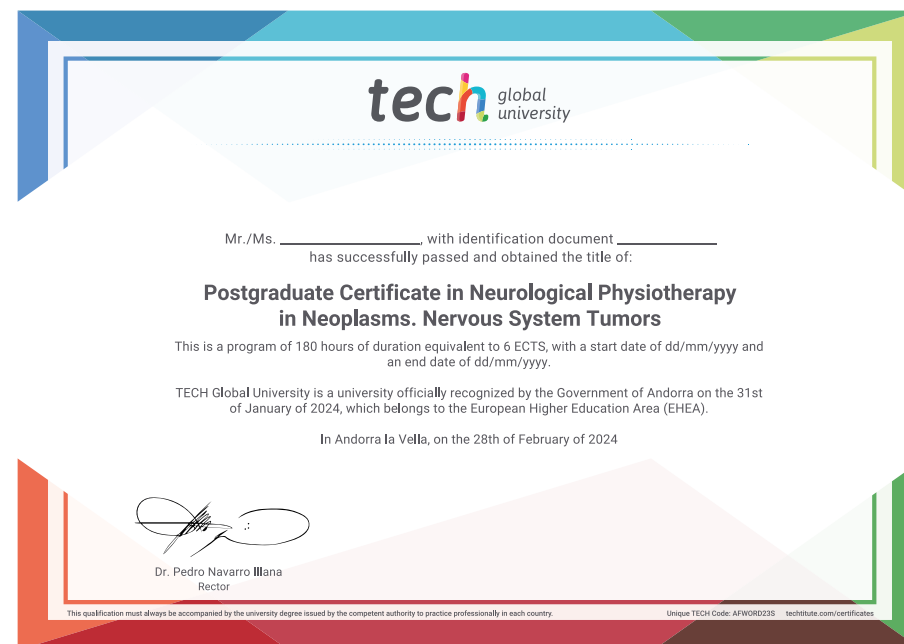 tech global university
Mr./Ms. ____________________, with identification document ______________
has successfully passed and obtained the title of:
Postgraduate Certificate in Neurological Physiotherapy
in Neoplasms. Nervous System Tumors
This is a program of 180 hours of duration equivalent to 6 ECTS, with a start date of dd/mm/yyyy and
an end date of dd/mm/yyyy.
TECH Global University is a university officially recognized by the Government of Andorra on the 31st
of January of 2024, which belongs to the European Higher Education Area (EHEA).
In Andorra la Vella, on the 28th of February of 2024
Dr. Pedro Navarro Illana
Rector
This qualification must always be accompanied by the university degree issued by the competent authority to practice professionally in each country.
Unique TECH Code: AFWORD23S techtitute.com/certificates